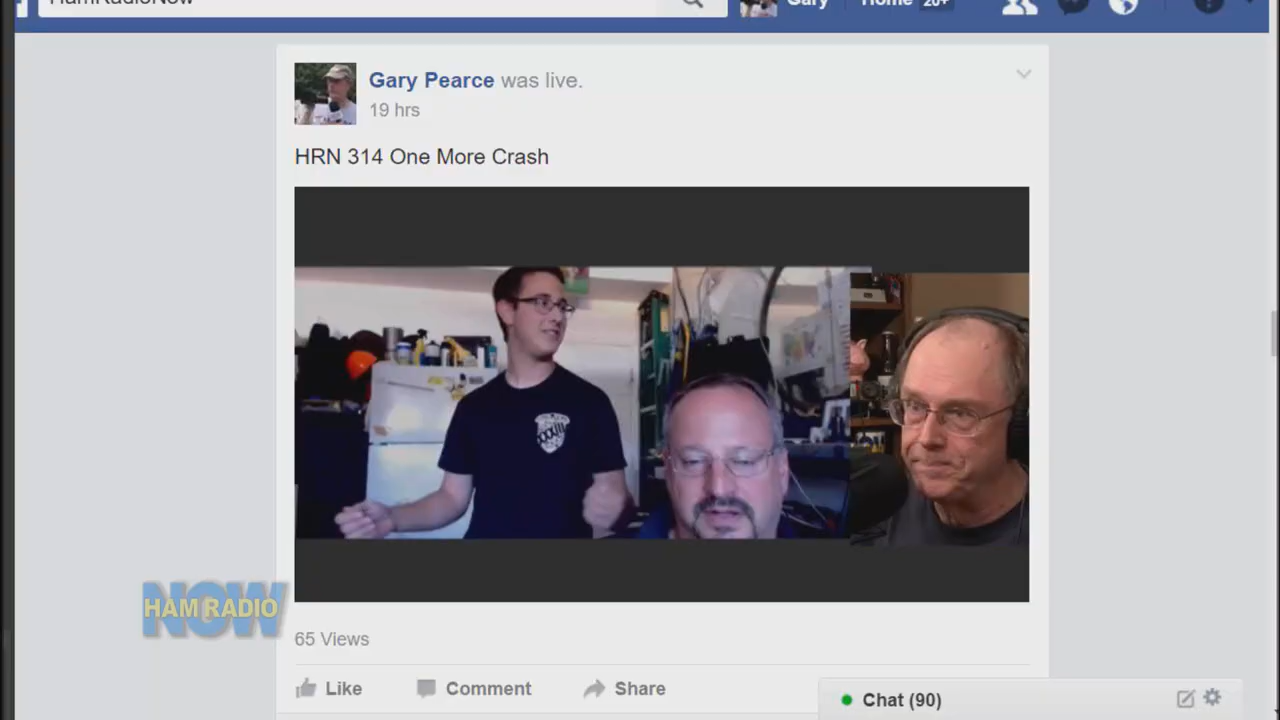 HamRadioNow
Gary
Home 20+
Gary Pearce was live.
19 hrs
HRN 314 One More Crash
XXXII
HAM RADIO
NOW
65 Views
Like
Comment
Share
Chat (90)